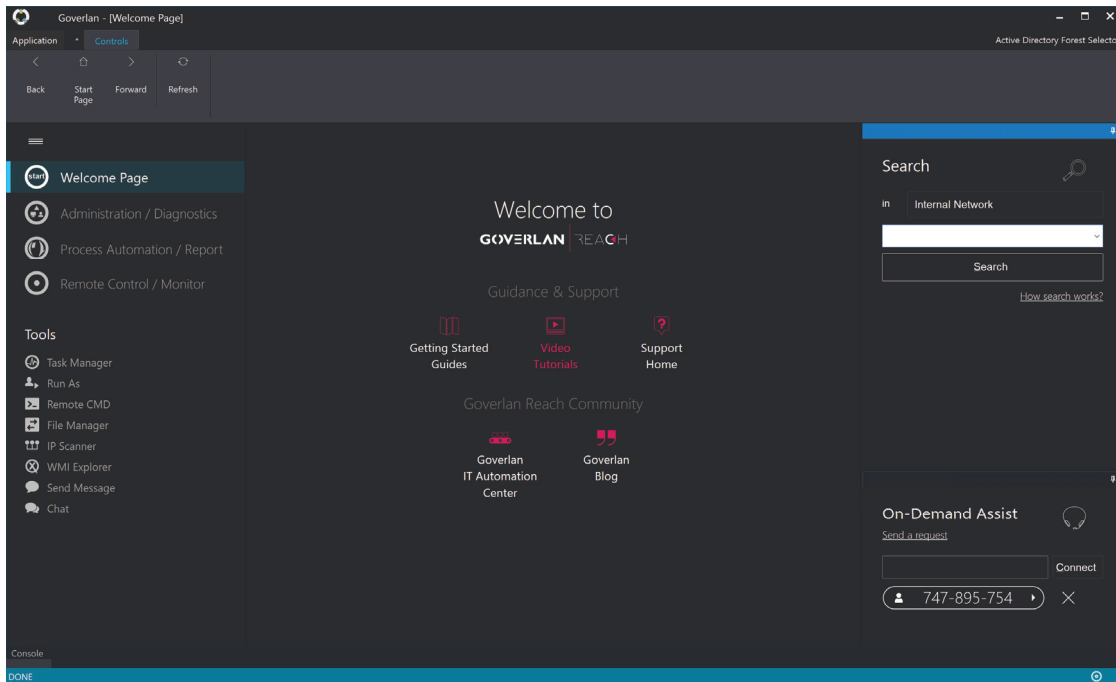 Goverlan - [Welcome Page]
Application
Controls
Active Directory Forest Selecto
Back
Start
Page
Forward
Refresh
start
Welcome Page
Administration / Diagnostics
Process Automation / Report
Remote Control / Monitor
Tools
Task Manager
Run As
Remote CMD
File Manager
IP Scanner
WMI Explorer
Send Message
Chat
Welcome to
GOVERLAN REACH
Guidance & Support
Getting Started
Guides
Video
Tutorials
Support
Home
Goverlan Reach Community
Goverlan
IT Automation
Center
Goverlan
Blog
Search
in Internal Network
Search
How search works?
On-Demand Assist
Send a request
Connect
747-895-754
Console
DONE